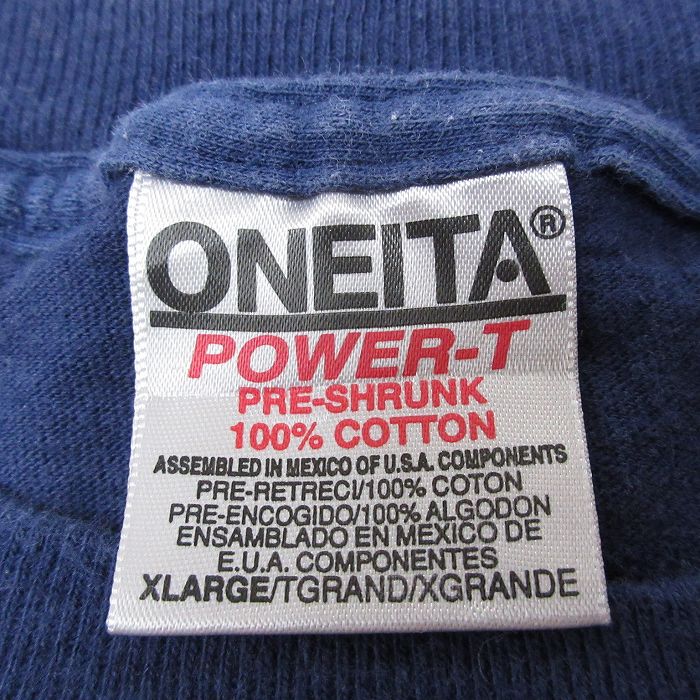 ONEITA®
POWER-T
PRE-SHRUNK
100% COTTON
ASSEMBLED IN MEXICO OF U.S.A. COMPONENTS
PRE-RETRECI/100% COTON
PRE-ENCOGIDO/100% ALGODON
ENSAMBLADO EN MEXICO DE
E.U.A. COMPONENTES
XLARGE/TGRAND/XGRANDE